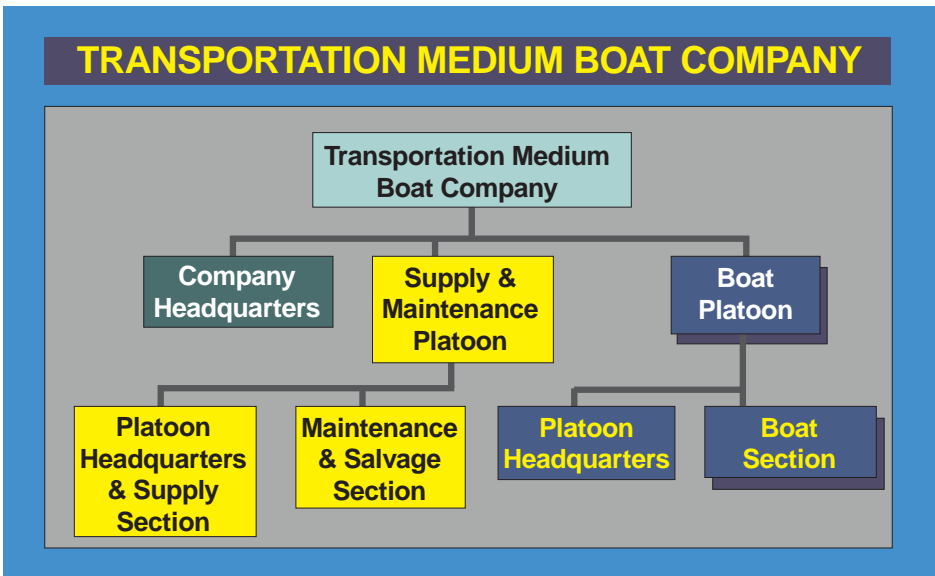 TRANSPORTATION MEDIUM BOAT COMPANY
Transportation Medium
Boat Company
Company
Headquarters
Supply &
Maintenance
Platoon
Boat
Platoon
Platoon
Headquarters
& Supply
Section
Maintenance
& Salvage
Section
Platoon
Headquarters
Boat
Section